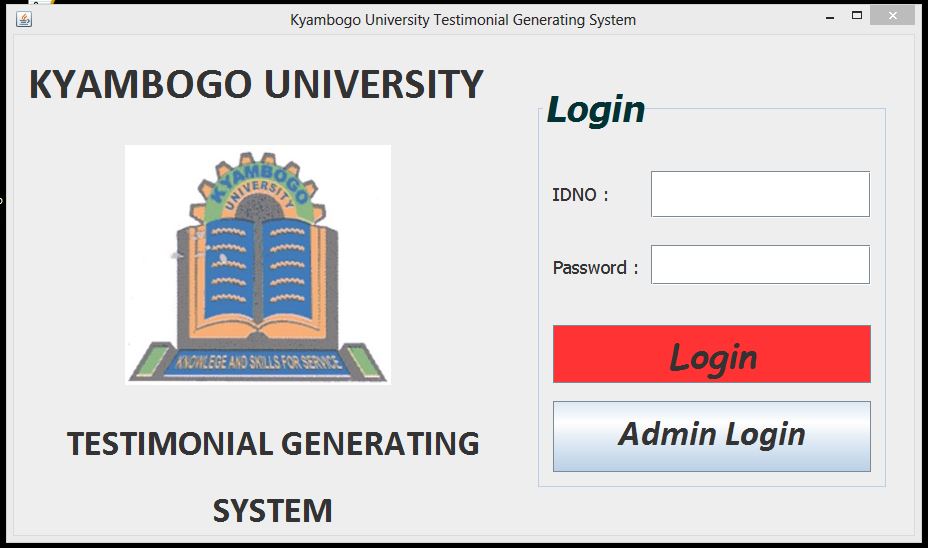 Kyambogo University Testimonial Generating System
KYAMBOGO UNIVERSITY
KYAMBOGO
UNIVERSITY
KNOWLEGE AND SKILLS FOR SERVICE
TESTIMONIAL GENERATING
SYSTEM
Login
IDNO :
Password :
Login
Admin Login